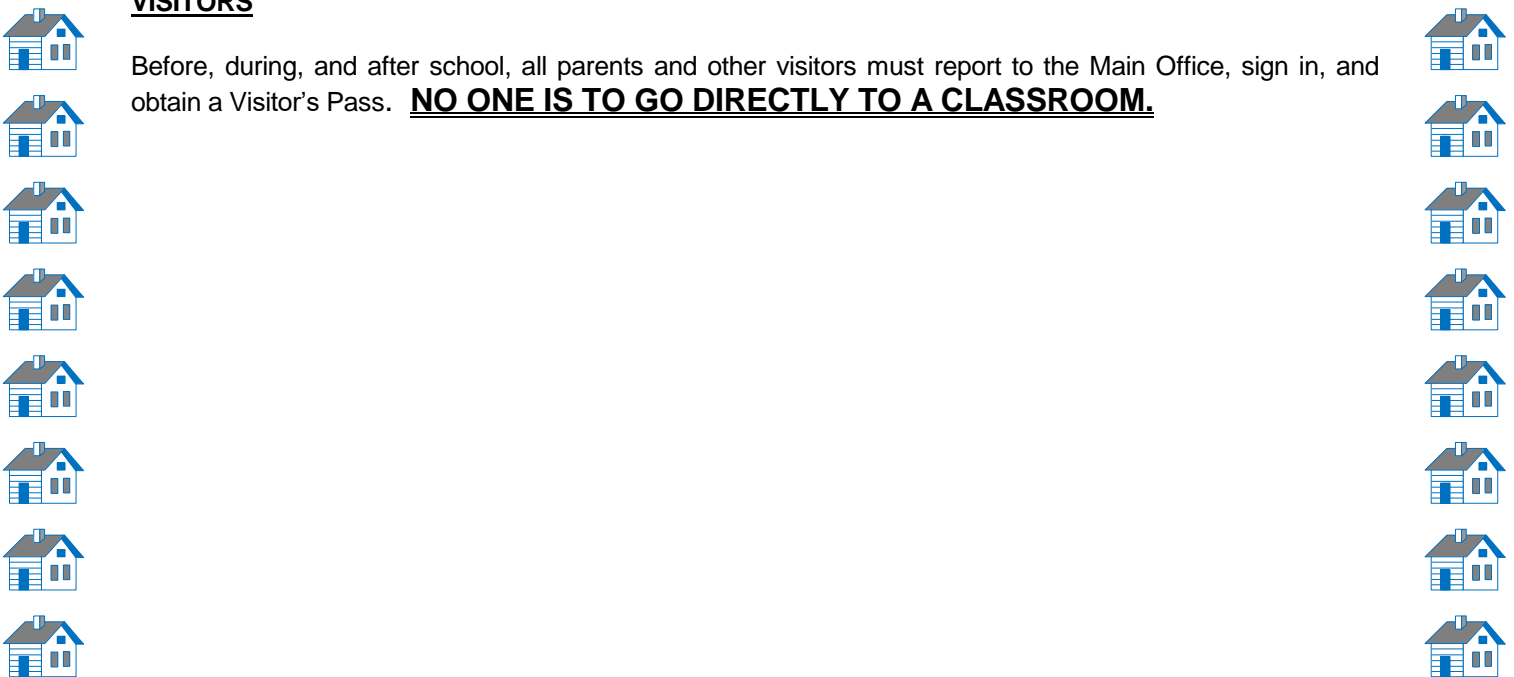 VISITORS
Before, during, and after school, all parents and other visitors must report to the Main Office, sign in, and
obtain a Visitor’s Pass. NO ONE IS TO GO DIRECTLY TO A CLASSROOM.